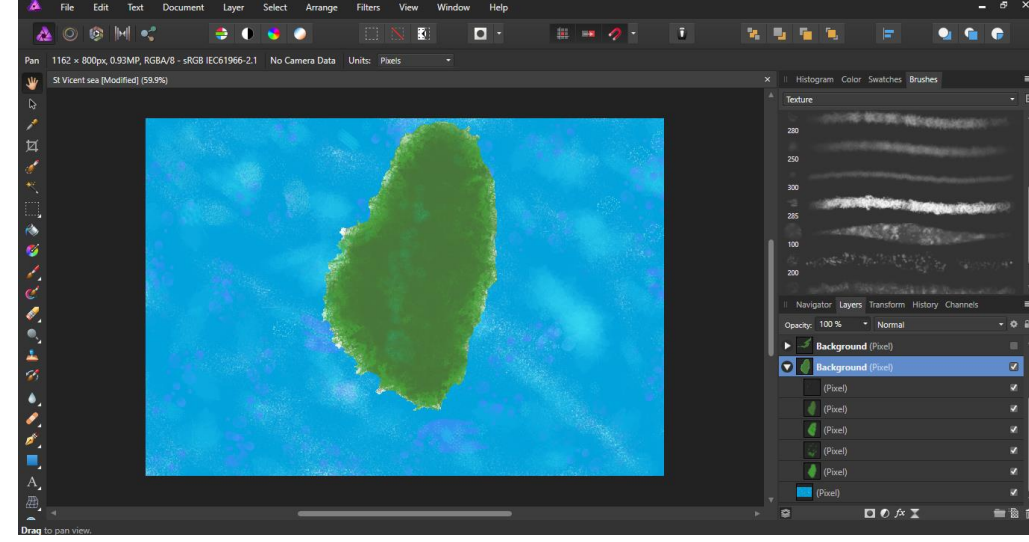 File Edit Text Document Layer Select Arrange Filters View Window Help
Pan 1162 × 800px, 0.93MP, RGBA/8 - sRGB IEC61966-2.1 No Camera Data Units: Pixels
St Vicent sea [Modified] (59.9%)
Histogram Color Swatches Brushes
Texture
280
250
300
285
100
200
Navigator Layers Transform History Channels
Opacity: 100 % Normal
Background (Pixel)
Background (Pixel)
(Pixel)
(Pixel)
(Pixel)
(Pixel)
(Pixel)
(Pixel)
A
fx
Drag to pan view.